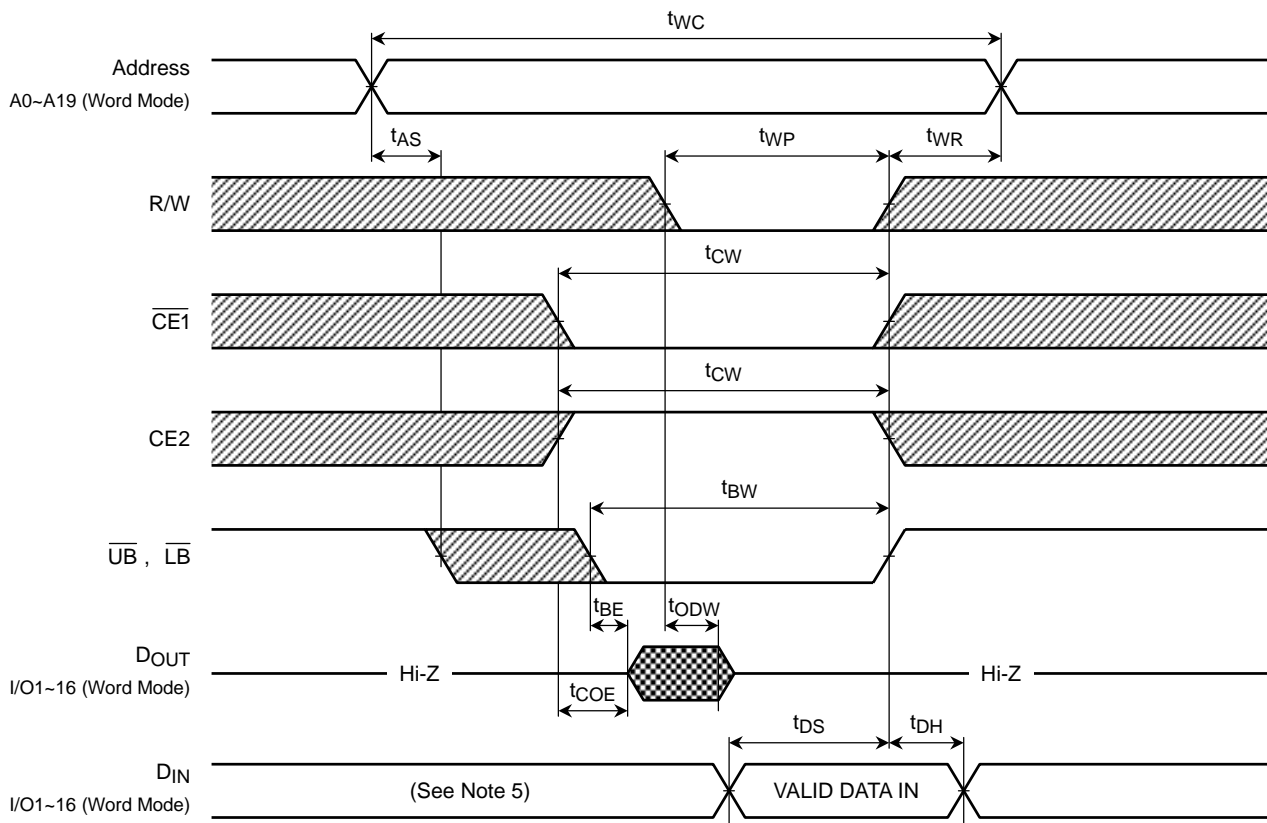 tWC
Address
A0~A19 (Word Mode)
tAS
tWP
tWR
R/W
tCW
CE1
tCW
CE2
tBW
UB , LB
tBE
tODW
DOUT
I/O1~16 (Word Mode)
Hi-Z
Hi-Z
tCOE
tDS
tDH
DIN
I/O1~16 (Word Mode)
(See Note 5)
VALID DATA IN